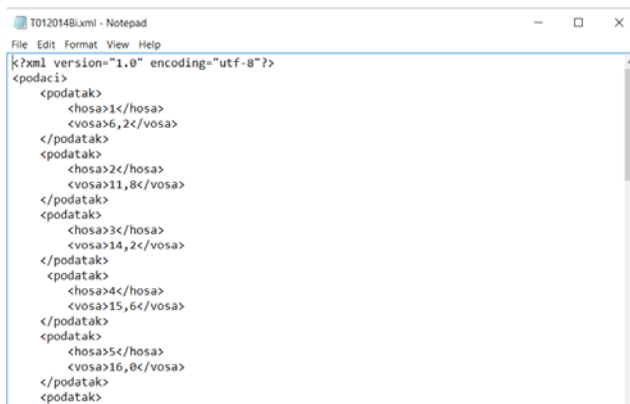 T012014Bi.xml - Notepad
File Edit Format View Help
<?xml version="1.0" encoding="utf-8"?>
<podaci>
    <podatak>
        <hosa>1</hosa>
        <vosa>6,2</vosa>
    </podatak>
    <podatak>
        <hosa>2</hosa>
        <vosa>11,8</vosa>
    </podatak>
    <podatak>
        <hosa>3</hosa>
        <vosa>14,2</vosa>
    </podatak>
     <podatak>
        <hosa>4</hosa>
        <vosa>15,6</vosa>
    </podatak>
    <podatak>
        <hosa>5</hosa>
        <vosa>16,0</vosa>
    </podatak>
    <podatak>